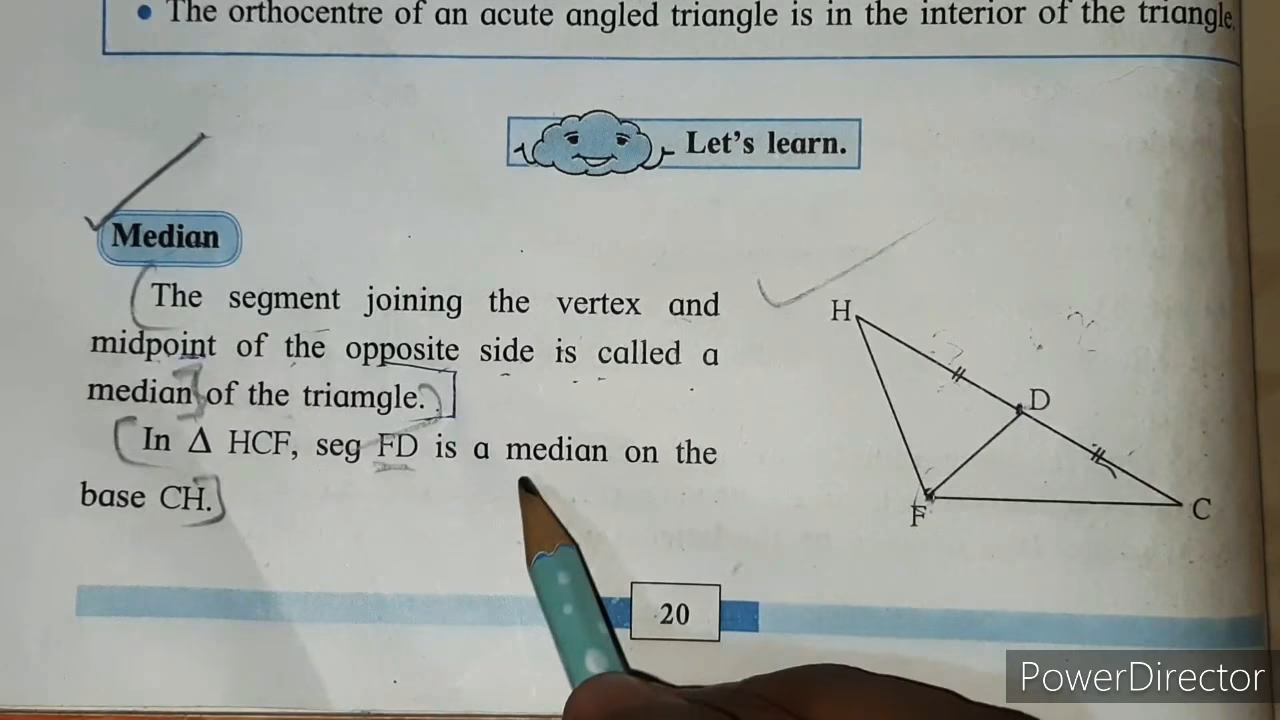 • The orthocentre of an acute angled triangle is in the interior of the triangle.
Let's learn.
Median
The segment joining the vertex and
midpoint of the opposite side is called a
median of the triamgle.
In Δ HCF, seg FD is a median on the
base CH.
H
D
F
C
20
PowerDirector